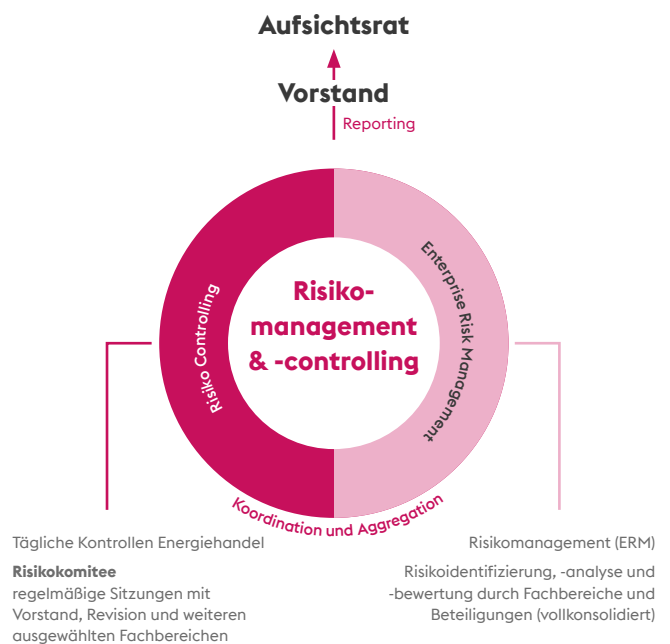 Aufsichtsrat
Vorstand
Reporting
Risiko-
management
& -controlling
Risiko Controlling
Enterprise Risk Management
Koordination und Aggregation
Tägliche Kontrollen Energiehandel
Risikokomitee
regelmäßige Sitzungen mit
Vorstand, Revision und weiteren
ausgewählten Fachbereichen
Risikomanagement (ERM)
Risikoidentifizierung, -analyse und
-bewertung durch Fachbereiche und
Beteiligungen (vollkonsolidiert)